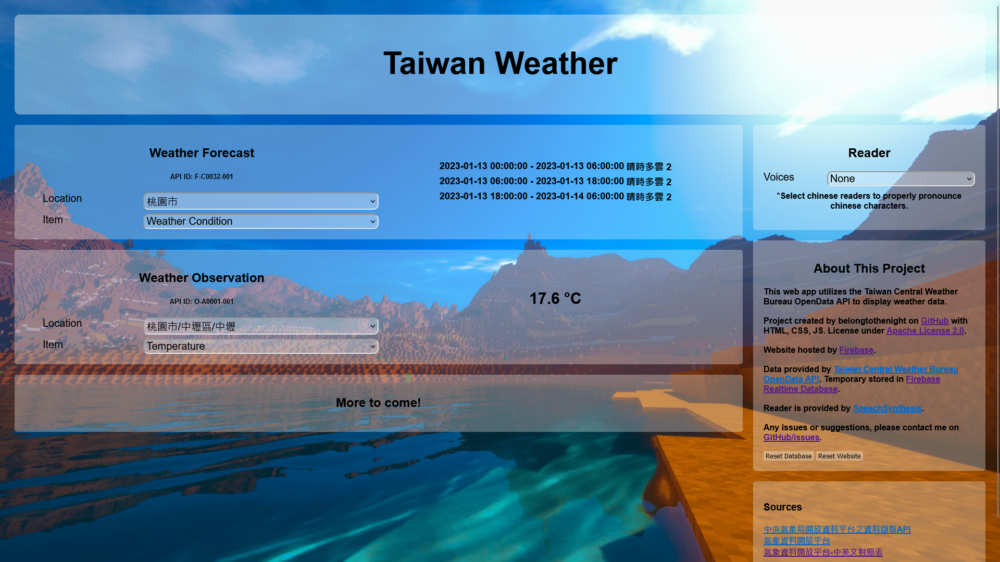 Taiwan Weather
Weather Forecast
API ID: F-C0032-001
Location
桃園市
Item
Weather Condition
2023-01-13 00:00:00 - 2023-01-13 06:00:00 晴時多雲 2
2023-01-13 06:00:00 - 2023-01-13 18:00:00 晴時多雲 2
2023-01-13 18:00:00 - 2023-01-14 06:00:00 晴時多雲 2
Weather Observation
API ID: O-A0001-001
Location
桃園市/中壢區/中壢
Item
Temperature
17.6 °C
More to come!
Reader
Voices
None
*Select chinese readers to properly pronounce
chinese characters.
About This Project
This web app utilizes the Taiwan Central Weather
Bureau OpenData API to display weather data.
Project created by belongtothenight on GitHub with
HTML, CSS, JS. License under Apache License 2.0.
Website hosted by Firebase.
Data provided by Taiwan Central Weather Bureau
OpenData API. Temporary stored in Firebase
Realtime Database.
Reader is provided by SpeechSynthesis.
Any issues or suggestions, please contact me on
GitHub/issues.
Reset Database
Reset Website
Sources
中央氣象局開放資料平台之資料擷取API
氣象資料開放平台
氣象資料開放平台-中英文對照表